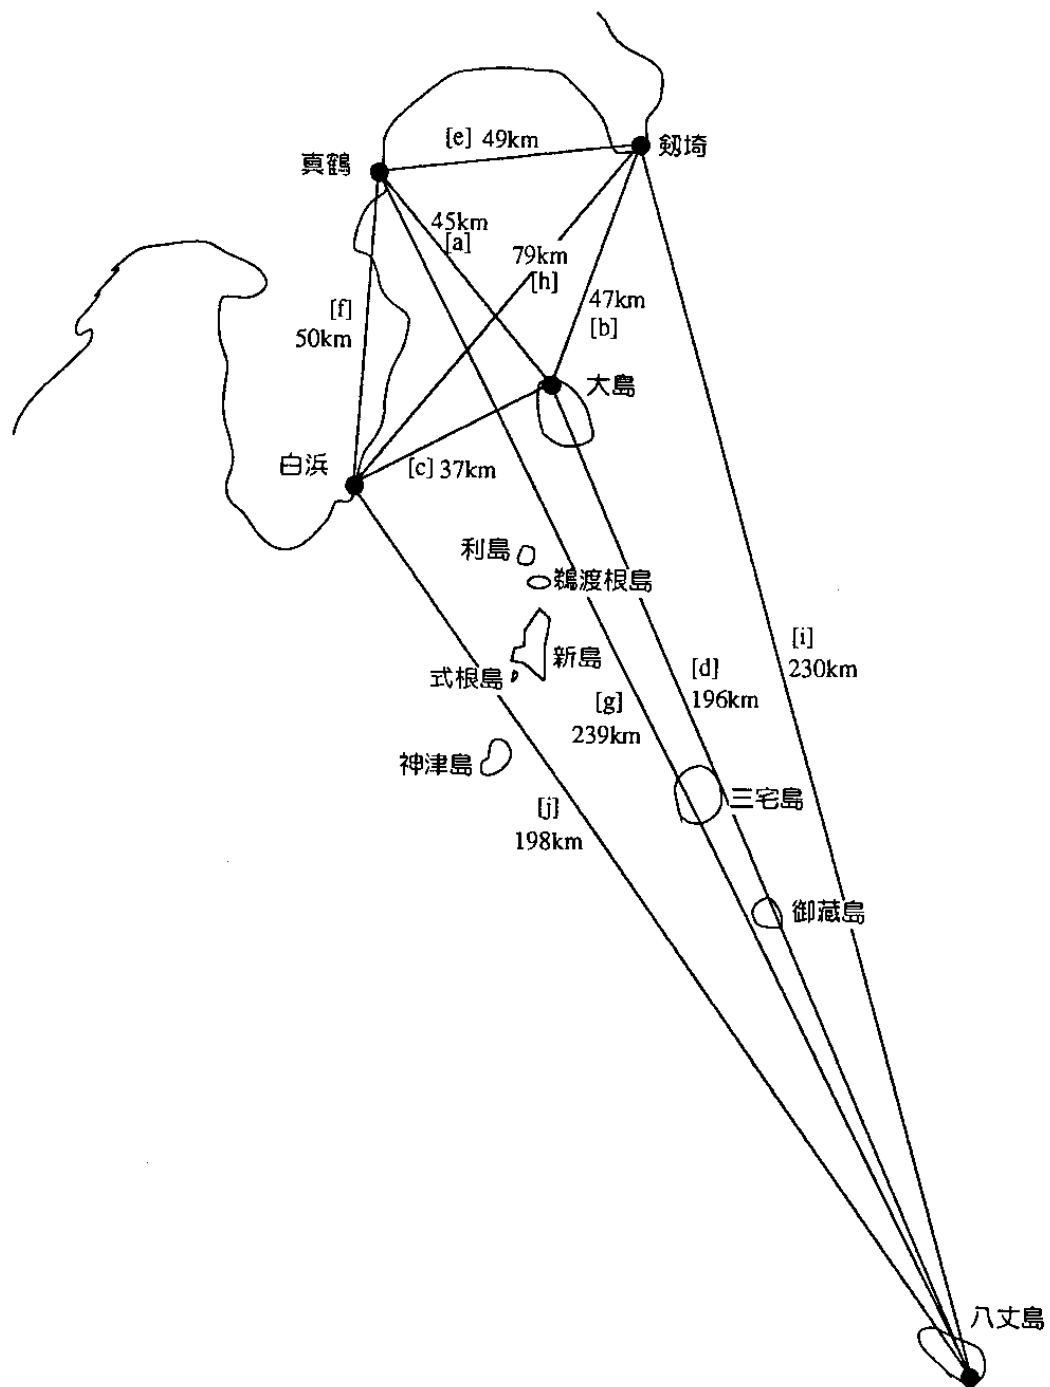 [e] 49km
剱埼
真鶴
45km
[a]
79km
[h]
[f]
50km
47km
[b]
大島
白浜
[c] 37km
利島
鵜渡根島
新島
式根島
[i]
230km
[d]
196km
[g]
239km
神津島
三宅島
[j]
198km
御蔵島
八丈島